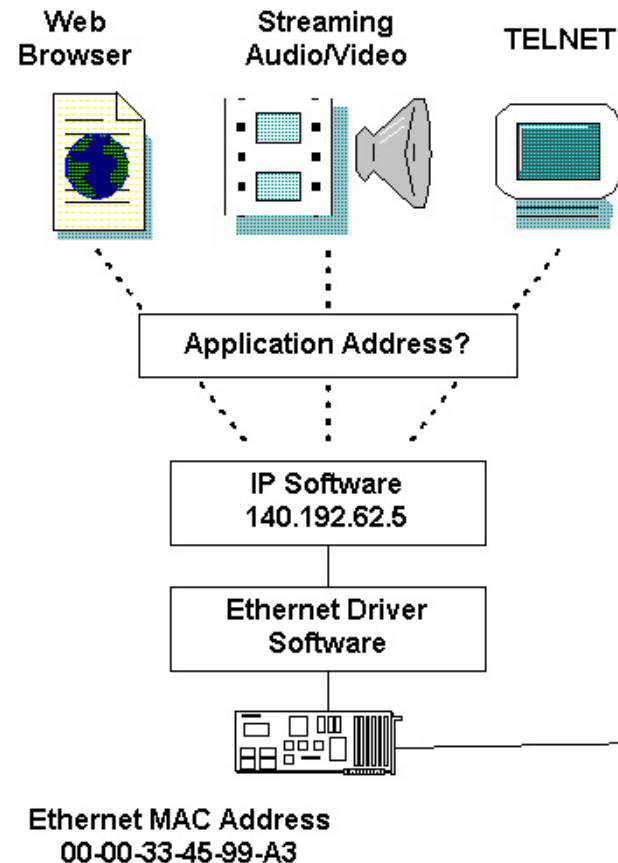 Web
Browser
Streaming
Audio/Video
TELNET
Application Address?
IP Software
140.192.62.5
Ethernet Driver
Software
Ethernet MAC Address
00-00-33-45-99-A3